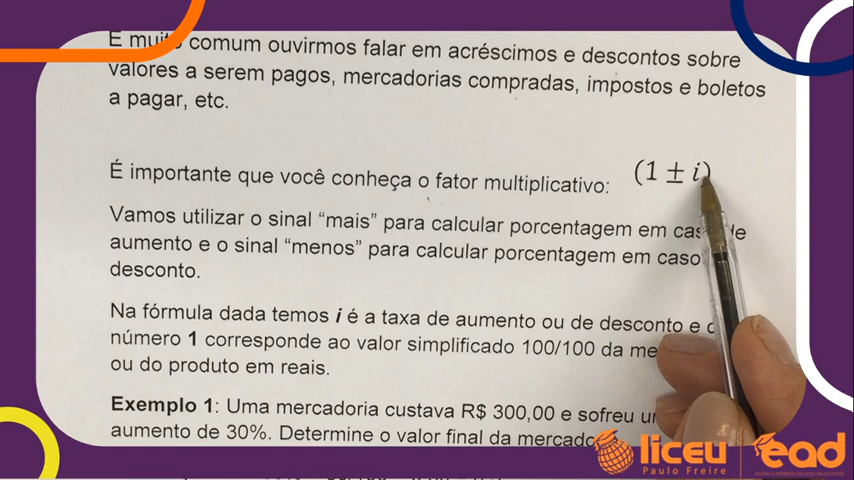 É muito comum ouvirmos falar em acréscimos e descontos sobre
valores a serem pagos, mercadorias compradas, impostos e boletos
a pagar, etc.
É importante que você conheça o fator multiplicativo: (1 ± i)
Vamos utilizar o sinal “mais” para calcular porcentagem em caso de
aumento e o sinal “menos” para calcular porcentagem em caso
desconto.
Na fórmula dada temos i é a taxa de aumento ou de desconto e
número 1 corresponde ao valor simplificado 100/100 da me
ou do produto em reais.
Exemplo 1: Uma mercadoria custava R$ 300,00 e sofreu u
aumento de 30%. Determine o valor final da mercado
liceu ead
Paulo Freire